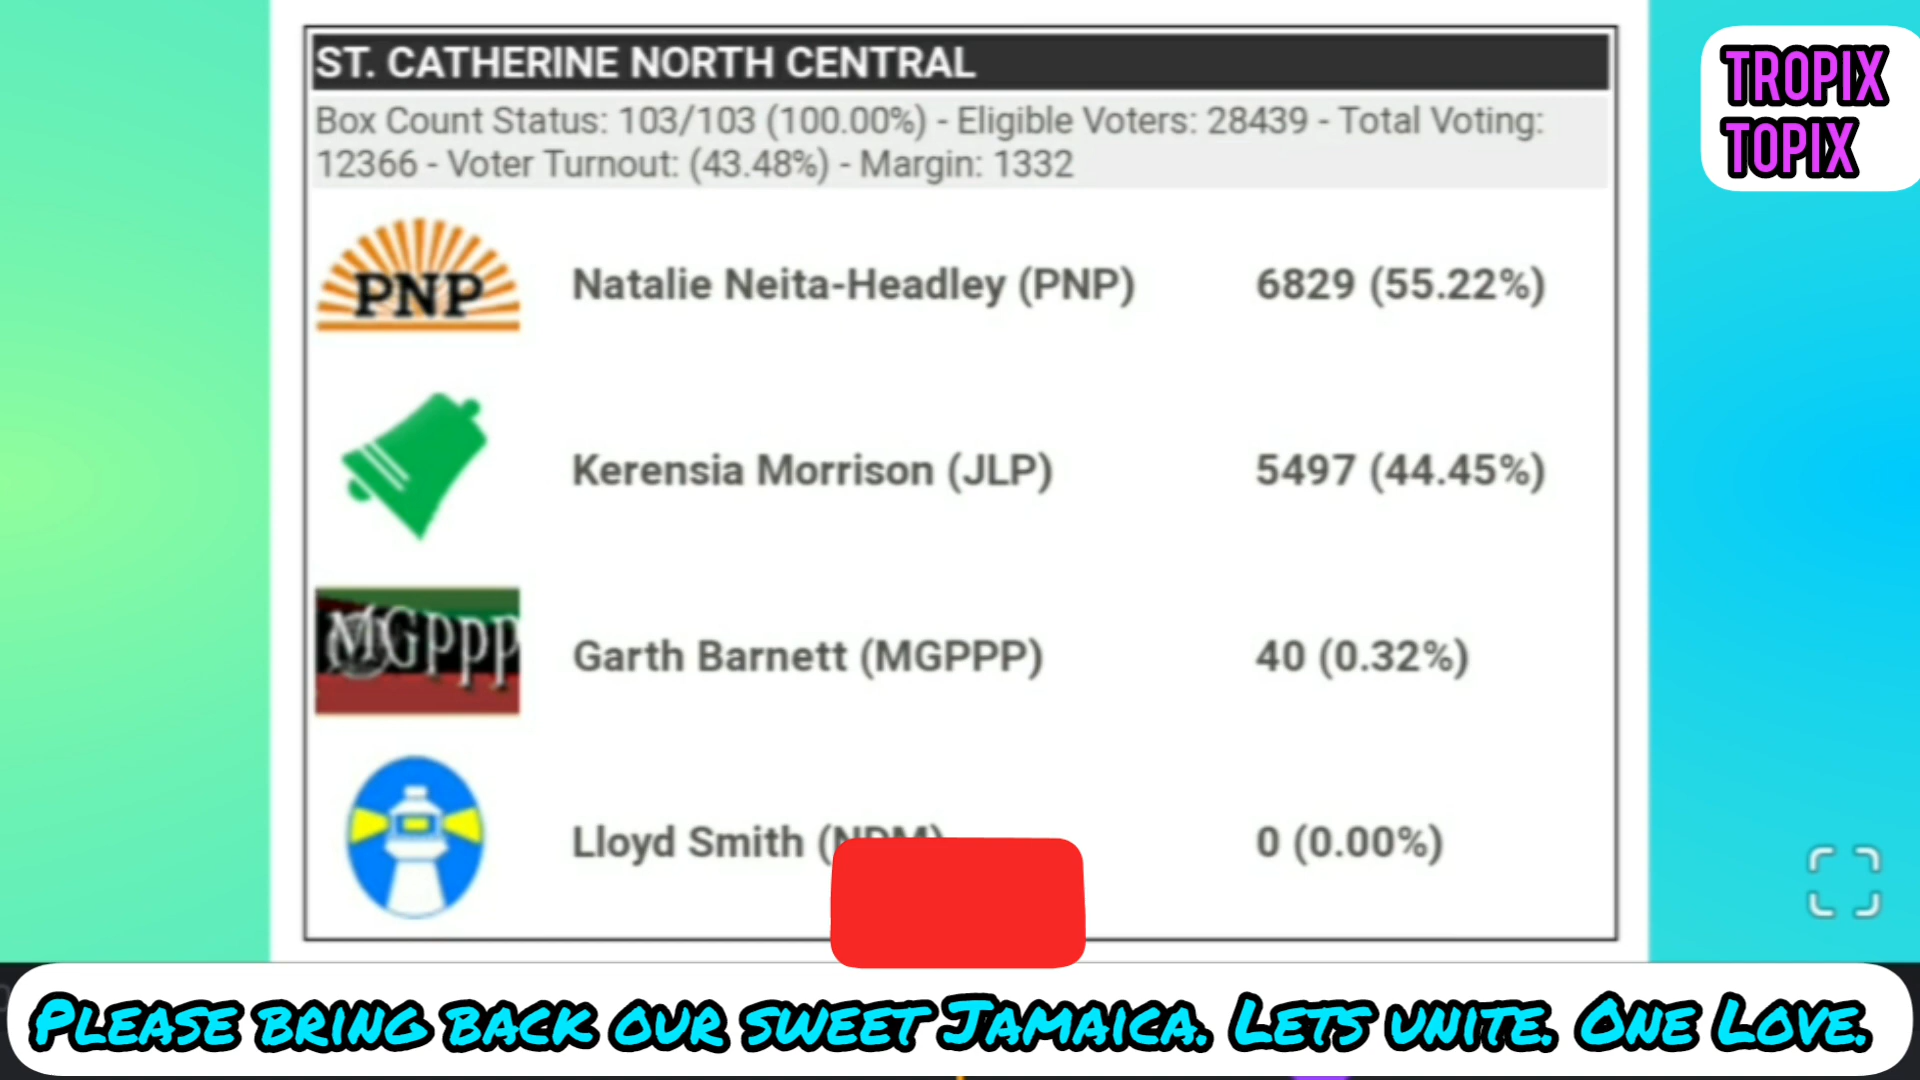 ST. CATHERINE NORTH CENTRAL
Box Count Status: 103/103 (100.00%) - Eligible Voters: 28439 - Total Voting:
12366 - Voter Turnout: (43.48%) - Margin: 1332
TROPIX
TOPIX
PNP
Natalie Neita-Headley (PNP) 6829 (55.22%)
Kerensia Morrison (JLP) 5497 (44.45%)
MGPPP
Garth Barnett (MGPPP) 40 (0.32%)
Lloyd Smith (NDM) 0 (0.00%)
Please bring back our sweet Jamaica. Lets unite. One Love.